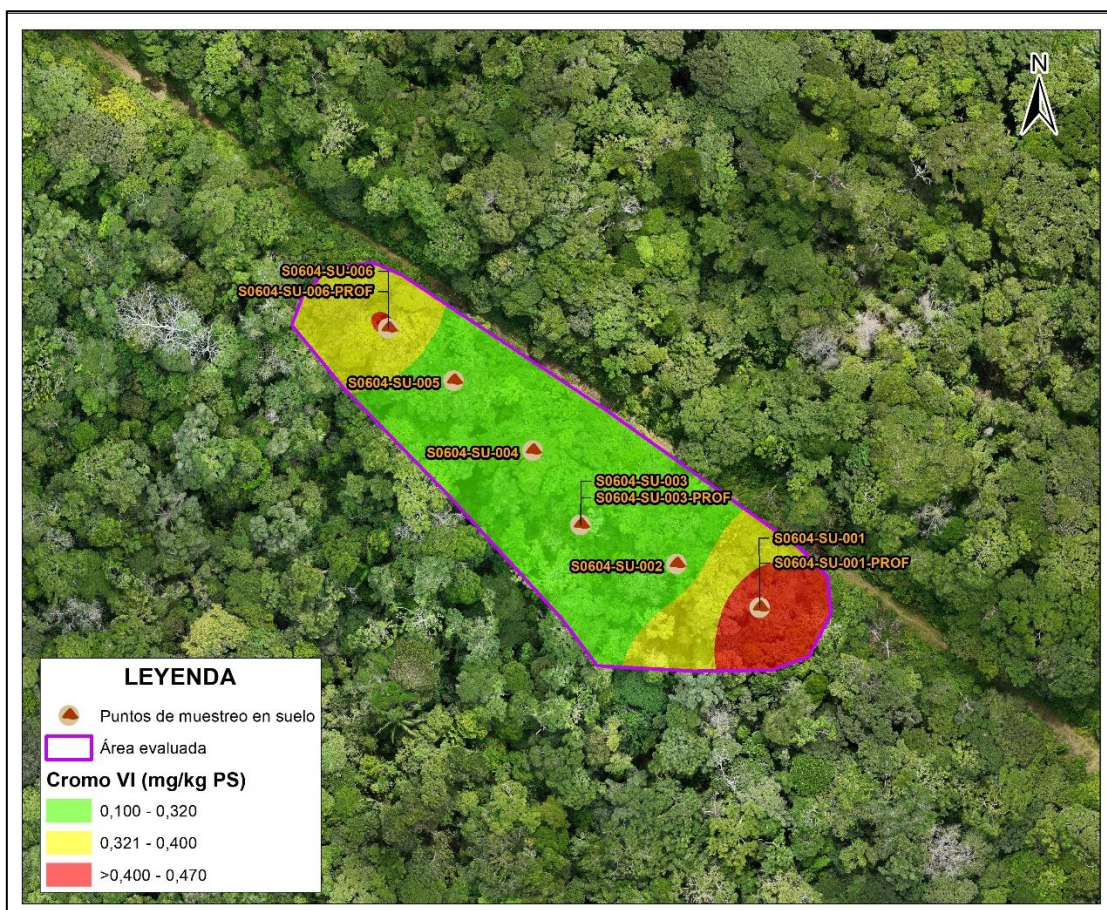 N
S0604-SU-006
S0604-SU-006-PROF
S0604-SU-005
S0604-SU-004
S0604-SU-003
S0604-SU-003-PROF
S0604-SU-002
S0604-SU-001
S0604-SU-001-PROF
LEYENDA
Puntos de muestreo en suelo
Área evaluada
Cromo VI (mg/kg PS)
0,100 - 0,320
0,321 - 0,400
>0,400 - 0,470